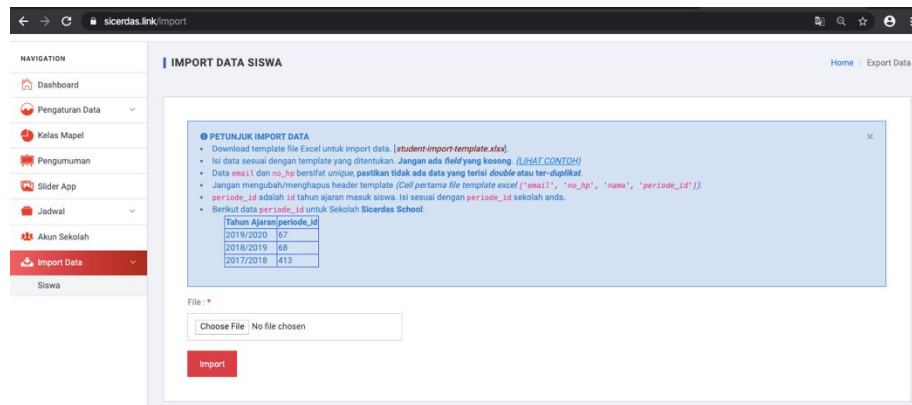 sicerdas.link/import
NAVIGATION
Dashboard
Pengaturan Data
Kelas Mapel
Pengumuman
Slider App
Jadwal
Akun Sekolah
Import Data
Siswa
IMPORT DATA SISWA
Home / Export Data
PETUNJUK IMPORT DATA
×
• Download template file Excel untuk import data. [student-import-template.xlsx].
• Isi data sesuai dengan template yang ditentukan. Jangan ada field yang kosong. (LIHAT CONTOH)
• Data email dan no_hp bersifat unique, pastikan tidak ada data yang terisi double atau ter-duplikat.
• Jangan mengubah/menghapus header template (Cell pertama file template excel ['email', 'no_hp', 'nama', 'periode_id']).
• periode_id adalah id tahun ajaran masuk siswa. Isi sesuai dengan periode_id sekolah anda.
• Berikut data periode_id untuk Sekolah Sicerdas School:
Tahun Ajaran periode_id
2019/2020 67
2018/2019 68
2017/2018 413
File : *
Choose File No file chosen
Import